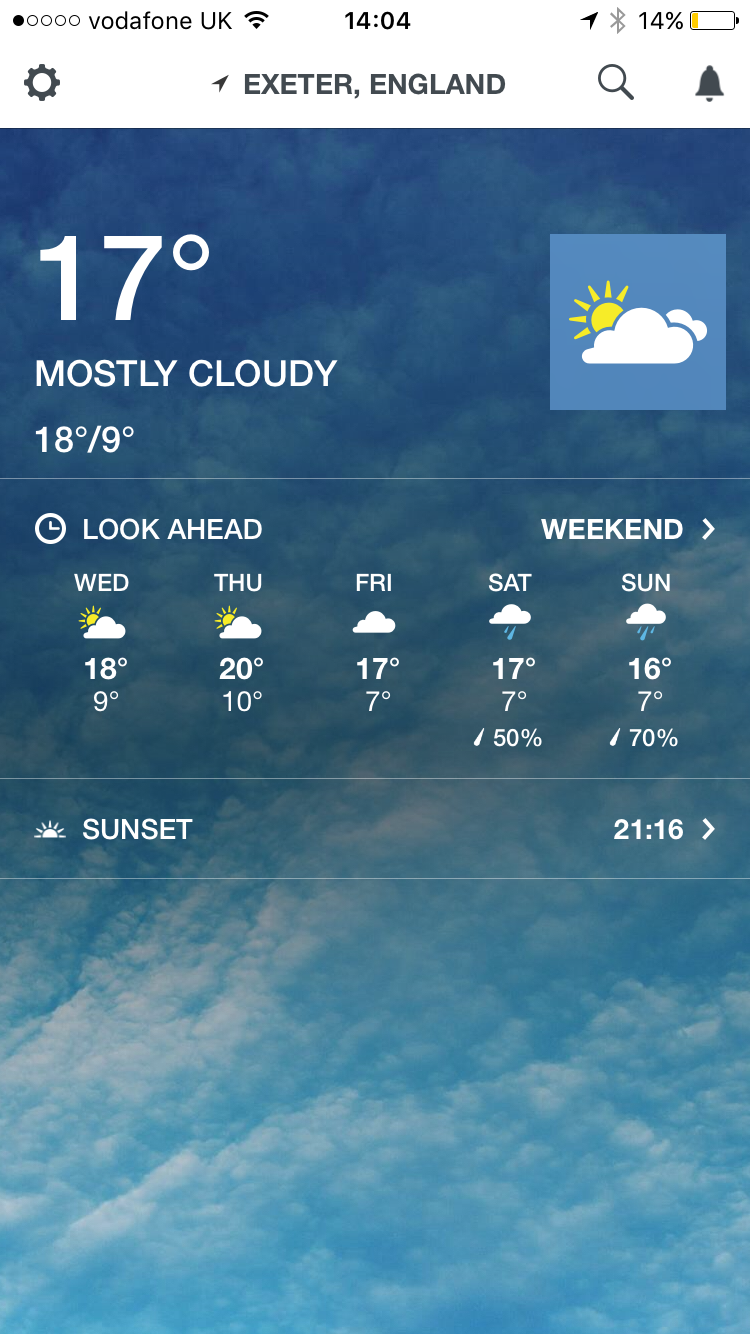 vodafone UK 14:04 14%
EXETER, ENGLAND
17°
MOSTLY CLOUDY
18°/9°
LOOK AHEAD WEEKEND
WED THU FRI SAT SUN
18° 20° 17° 17° 16°
9° 10° 7° 7° 7°
50% 70%
SUNSET 21:16